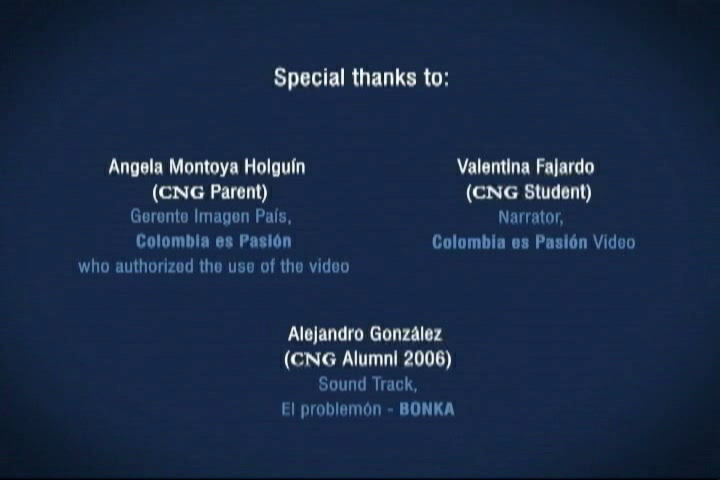 Special thanks to:
Angela Montoya Holguín
(CNG Parent)
Gerente Imagen País,
Colombia es Pasión
who authorized the use of the video
Valentina Fajardo
(CNG Student)
Narrator,
Colombia es Pasión Video
Alejandro González
(CNG Alumni 2006)
Sound Track,
El problemón - BONKA